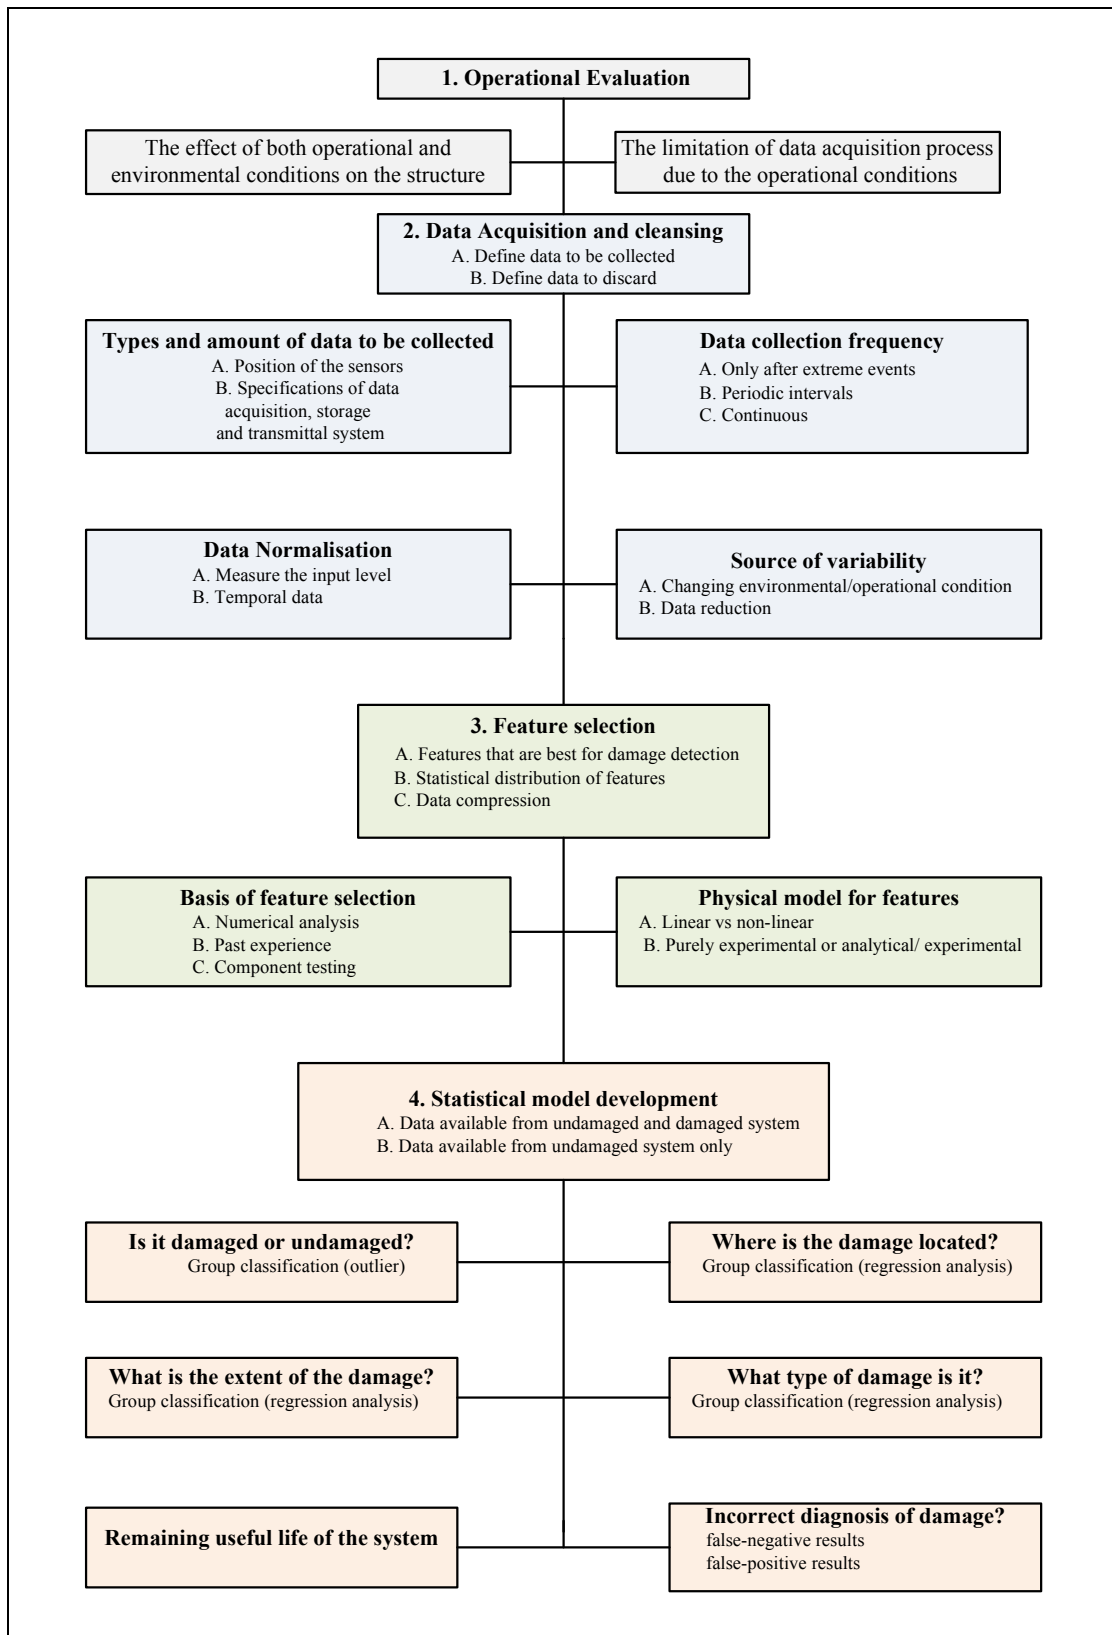 1. Operational Evaluation
The effect of both operational and
environmental conditions on the structure
The limitation of data acquisition process
due to the operational conditions
2. Data Acquisition and cleansing
A. Define data to be collected
B. Define data to discard
Types and amount of data to be collected
A. Position of the sensors
B. Specifications of data
acquisition, storage
and transmittal system
Data collection frequency
A. Only after extreme events
B. Periodic intervals
C. Continuous
Data Normalisation
A. Measure the input level
B. Temporal data
Source of variability
A. Changing environmental/operational condition
B. Data reduction
3. Feature selection
A. Features that are best for damage detection
B. Statistical distribution of features
C. Data compression
Basis of feature selection
A. Numerical analysis
B. Past experience
C. Component testing
Physical model for features
A. Linear vs non-linear
B. Purely experimental or analytical/ experimental
4. Statistical model development
A. Data available from undamaged and damaged system
B. Data available from undamaged system only
Is it damaged or undamaged?
Group classification (outlier)
Where is the damage located?
Group classification (regression analysis)
What is the extent of the damage?
Group classification (regression analysis)
What type of damage is it?
Group classification (regression analysis)
Remaining useful life of the system
Incorrect diagnosis of damage?
false-negative results
false-positive results